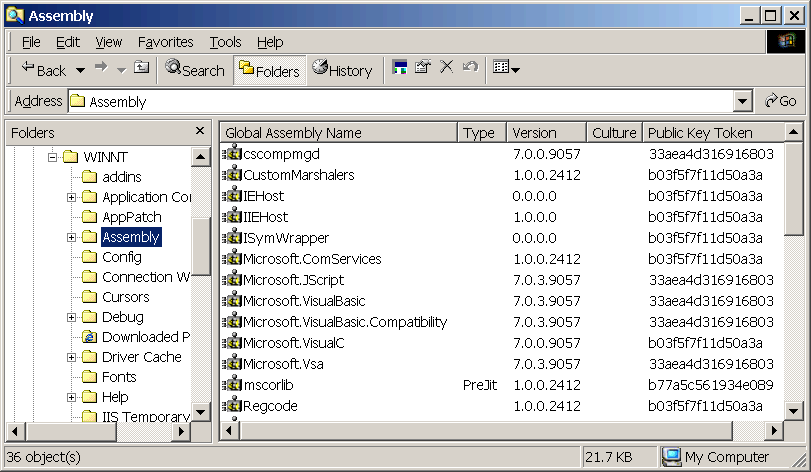 Assembly
File Edit View Favorites Tools Help
Back Search Folders History
Address Assembly Go
Folders
WINNT
addins
Application Con
AppPatch
Assembly
Config
Connection W
Cursors
Debug
Downloaded P
Driver Cache
Fonts
Help
IIS Temporary
Global Assembly Name Type Version Culture Public Key Token
cscompmgd 7.0.0.9057 33aea4d316916803
CustomMarshalers 1.0.0.2412 b03f5f7f11d50a3a
IEHost 0.0.0.0 b03f5f7f11d50a3a
IIEHost 1.0.0.0 b03f5f7f11d50a3a
ISymWrapper 0.0.0.0 b03f5f7f11d50a3a
Microsoft.ComServices 1.0.0.2412 b03f5f7f11d50a3a
Microsoft.JScript 7.0.3.9057 33aea4d316916803
Microsoft.VisualBasic 7.0.3.9057 33aea4d316916803
Microsoft.VisualBasic.Compatibility 7.0.3.9057 33aea4d316916803
Microsoft.VisualC 7.0.0.9057 b03f5f7f11d50a3a
Microsoft.Vsa 7.0.3.9057 33aea4d316916803
mscorlib PreJit 1.0.0.2412 b77a5c561934e089
Regcode 1.0.0.2412 b03f5f7f11d50a3a
36 object(s) 21.7 KB My Computer